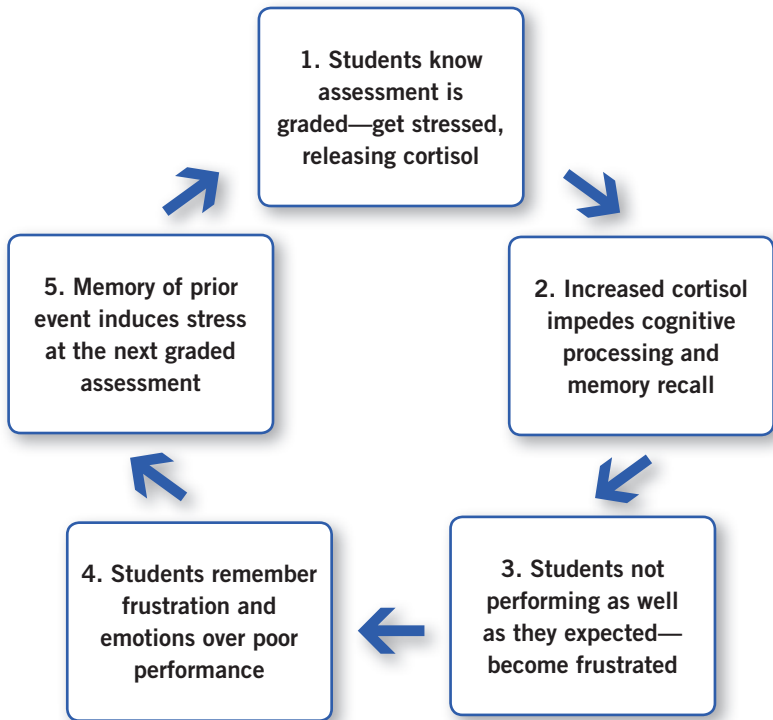 1. Students know
assessment is
graded—get stressed,
releasing cortisol
2. Increased cortisol
impedes cognitive
processing and
memory recall
3. Students not
performing as well
as they expected—
become frustrated
4. Students remember
frustration and
emotions over poor
performance
5. Memory of prior
event induces stress
at the next graded
assessment